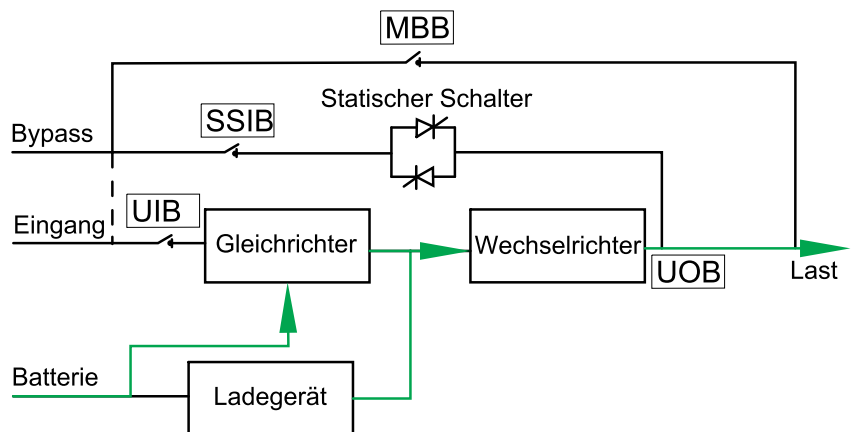 MBB
Statischer Schalter
SSIB
Bypass
UIB
Eingang
Gleichrichter
Wechselrichter
UOB
Last
Batterie
Ladegerät